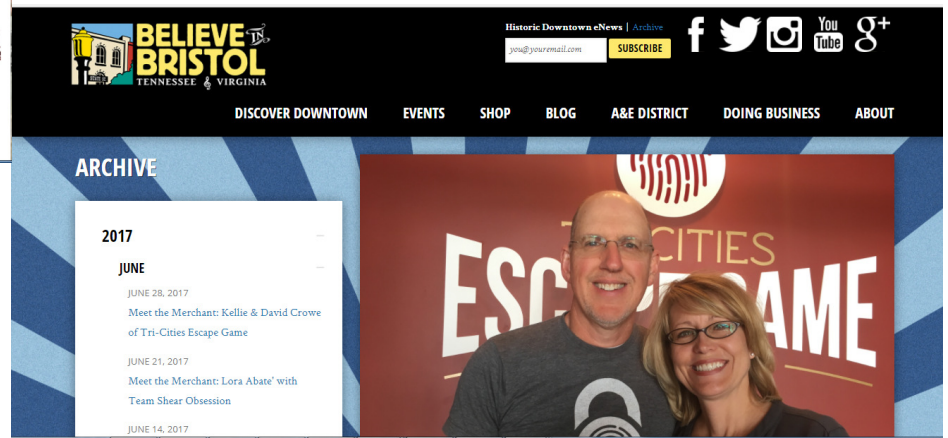 BELIEVE IN
BRISTOL
TENNESSEE & VIRGINIA
Historic Downtown eNews | Archive
you@youremail.com
SUBSCRIBE
You
Tube
g+
DISCOVER DOWNTOWN
EVENTS
SHOP
BLOG
A&E DISTRICT
DOING BUSINESS
ABOUT
ARCHIVE
2017
JUNE
JUNE 28, 2017
Meet the Merchant: Kellie & David Crowe
of Tri-Cities Escape Game
JUNE 21, 2017
Meet the Merchant: Lora Abate' with
Team Shear Obsession
JUNE 14, 2017
CITIES
GAME